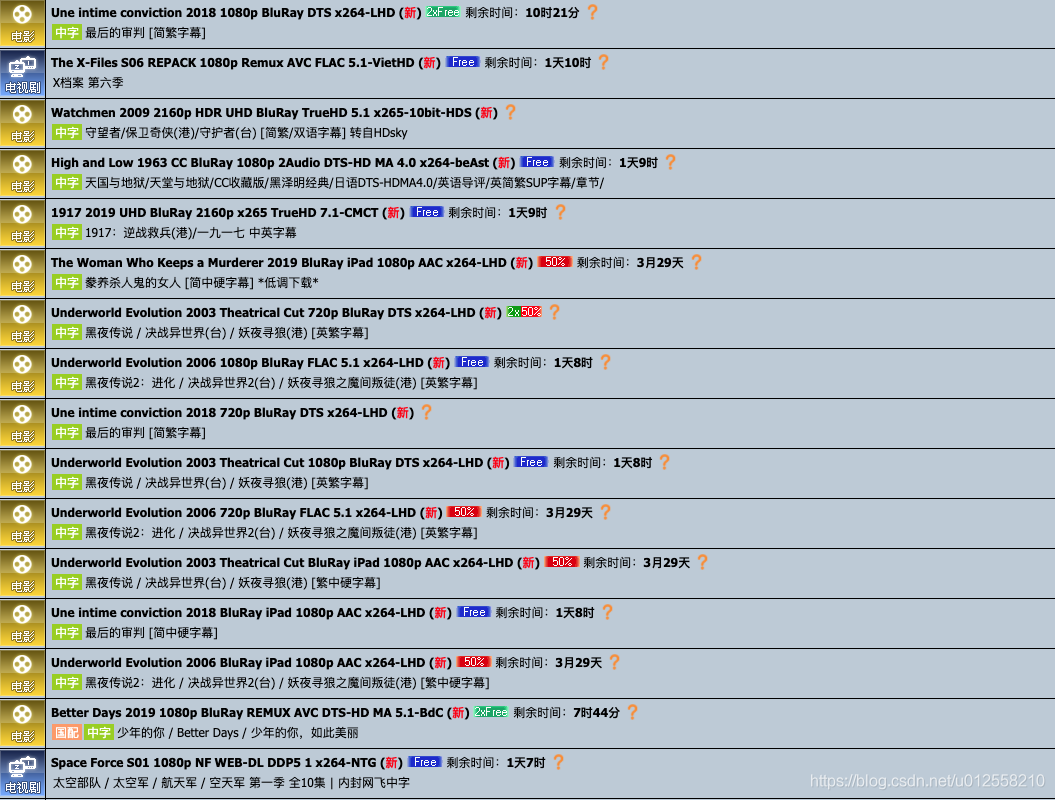 电影
Une intime conviction 2018 1080p BluRay DTS x264-LHD (新) 2xFree 剩余时间：10时21分 ?
中字 最后的审判 [简繁字幕]
电视剧
The X-Files S06 REPACK 1080p Remux AVC FLAC 5.1-VietHD (新) Free 剩余时间：1天10时 ?
X档案 第六季
电影
Watchmen 2009 2160p HDR UHD BluRay TrueHD 5.1 x265-10bit-HDS (新) ?
中字 守望者/保卫奇侠(港)/守护者(台) [简繁/双语字幕] 转自HDsky
电影
High and Low 1963 CC BluRay 1080p 2Audio DTS-HD MA 4.0 x264-beAst (新) Free 剩余时间：1天9时 ?
中字 天国与地狱/天堂与地狱/CC收藏版/黑泽明经典/日语DTS-HDMA4.0/英语导评/英简繁SUP字幕/章节/
电影
1917 2019 UHD BluRay 2160p x265 TrueHD 7.1-CMCT (新) Free 剩余时间：1天9时 ?
中字 1917：逆战救兵(港)/一九一七 中英字幕
电影
The Woman Who Keeps a Murderer 2019 BluRay iPad 1080p AAC x264-LHD (新) 50% 剩余时间：3月29天 ?
中字 豢养杀人鬼的女人 [简中硬字幕] *低调下载*
电影
Underworld Evolution 2003 Theatrical Cut 720p BluRay DTS x264-LHD (新) 2x50% ?
中字 黑夜传说 / 决战异世界(台) / 妖夜寻狼(港) [英繁字幕]
电影
Underworld Evolution 2006 1080p BluRay FLAC 5.1 x264-LHD (新) Free 剩余时间：1天8时 ?
中字 黑夜传说2：进化 / 决战异世界2(台) / 妖夜寻狼之魔间叛徒(港) [英繁字幕]
电影
Une intime conviction 2018 720p BluRay DTS x264-LHD (新) ?
中字 最后的审判 [简繁字幕]
电影
Underworld Evolution 2003 Theatrical Cut 1080p BluRay DTS x264-LHD (新) Free 剩余时间：1天8时 ?
中字 黑夜传说 / 决战异世界(台) / 妖夜寻狼(港) [英繁字幕]
电影
Underworld Evolution 2006 720p BluRay FLAC 5.1 x264-LHD (新) 50% 剩余时间：3月29天 ?
中字 黑夜传说2：进化 / 决战异世界2(台) / 妖夜寻狼之魔间叛徒(港) [英繁字幕]
电影
Underworld Evolution 2003 Theatrical Cut BluRay iPad 1080p AAC x264-LHD (新) 50% 剩余时间：3月29天 ?
中字 黑夜传说 / 决战异世界(台) / 妖夜寻狼(港) [繁中硬字幕]
电影
Une intime conviction 2018 BluRay iPad 1080p AAC x264-LHD (新) Free 剩余时间：1天8时 ?
中字 最后的审判 [简中硬字幕]
电影
Underworld Evolution 2006 BluRay iPad 1080p AAC x264-LHD (新) 50% 剩余时间：3月29天 ?
中字 黑夜传说2：进化 / 决战异世界2(台) / 妖夜寻狼之魔间叛徒(港) [繁中硬字幕]
电影
Better Days 2019 1080p BluRay REMUX AVC DTS-HD MA 5.1-BdC (新) 2xFree 剩余时间：7时44分 ?
国配 中字 少年的你 / Better Days / 少年的你，如此美丽
电视剧
Space Force S01 1080p NF WEB-DL DDP5 1 x264-NTG (新) Free 剩余时间：1天7时 ?
太空部队 / 太空军 / 航天军 / 空天军 第一季 全10集 | 内封网飞中字
https://blog.csdn.net/u012558210